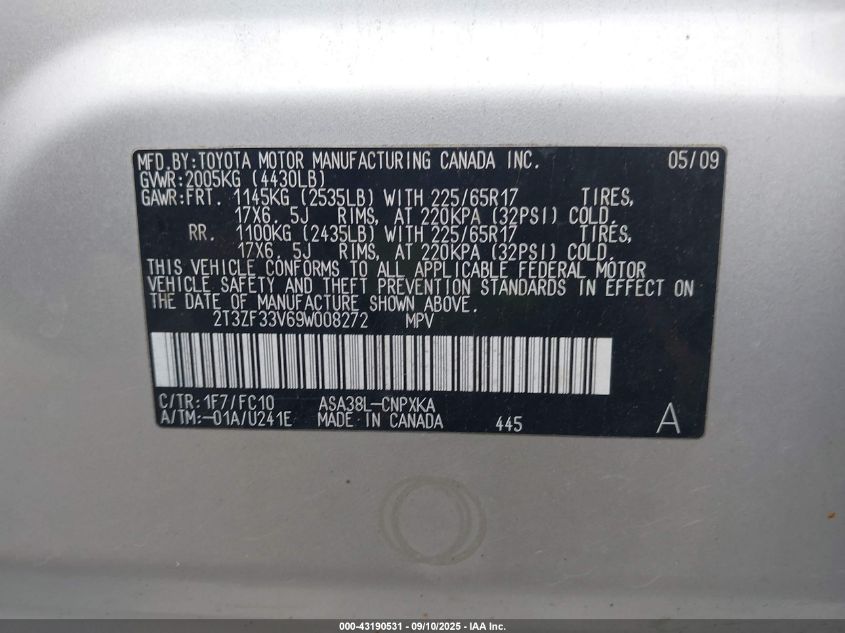 MFD.BY:TOYOTA MOTOR MANUFACTURING CANADA INC. 05/09
GVWR:2005KG (4430LB)
GAWR:FRT. 1145KG (2535LB) WITH 225/65R17 TIRES,
17X6. 5J RIMS, AT 220KPA (32PSI) COLD.
RR. 1100KG (2435LB) WITH 225/65R17 TIRES,
17X6. 5J RIMS, AT 220KPA (32PSI) COLD.
THIS VEHICLE CONFORMS TO ALL APPLICABLE FEDERAL MOTOR
VEHICLE SAFETY AND THEFT PREVENTION STANDARDS IN EFFECT ON
THE DATE OF MANUFACTURE SHOWN ABOVE.
2T3ZF33V69W008272 MPV
C/TR:1F7/FC10 ASA38L-CNPXKA
A/TM:-01A/U241E MADE IN CANADA 445 A
000-43190531 - 09/10/2025 - IAA Inc.